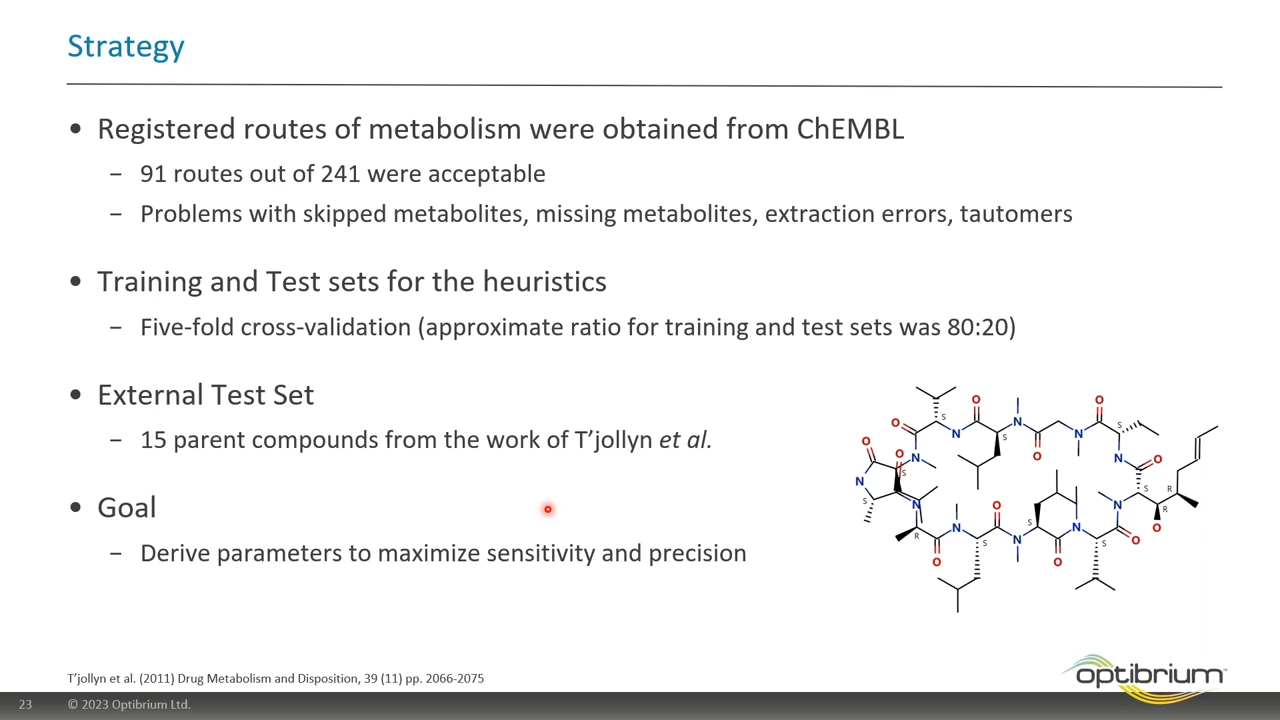 Strategy
• Registered routes of metabolism were obtained from ChEMBL
− 91 routes out of 241 were acceptable
− Problems with skipped metabolites, missing metabolites, extraction errors, tautomers
• Training and Test sets for the heuristics
− Five-fold cross-validation (approximate ratio for training and test sets was 80:20)
• External Test Set
− 15 parent compounds from the work of T’jollyn et al.
• Goal
− Derive parameters to maximize sensitivity and precision
T’jollyn et al. (2011) Drug Metabolism and Disposition, 39 (11) pp. 2066-2075
optibrium™
23 © 2023 Optibrium Ltd.